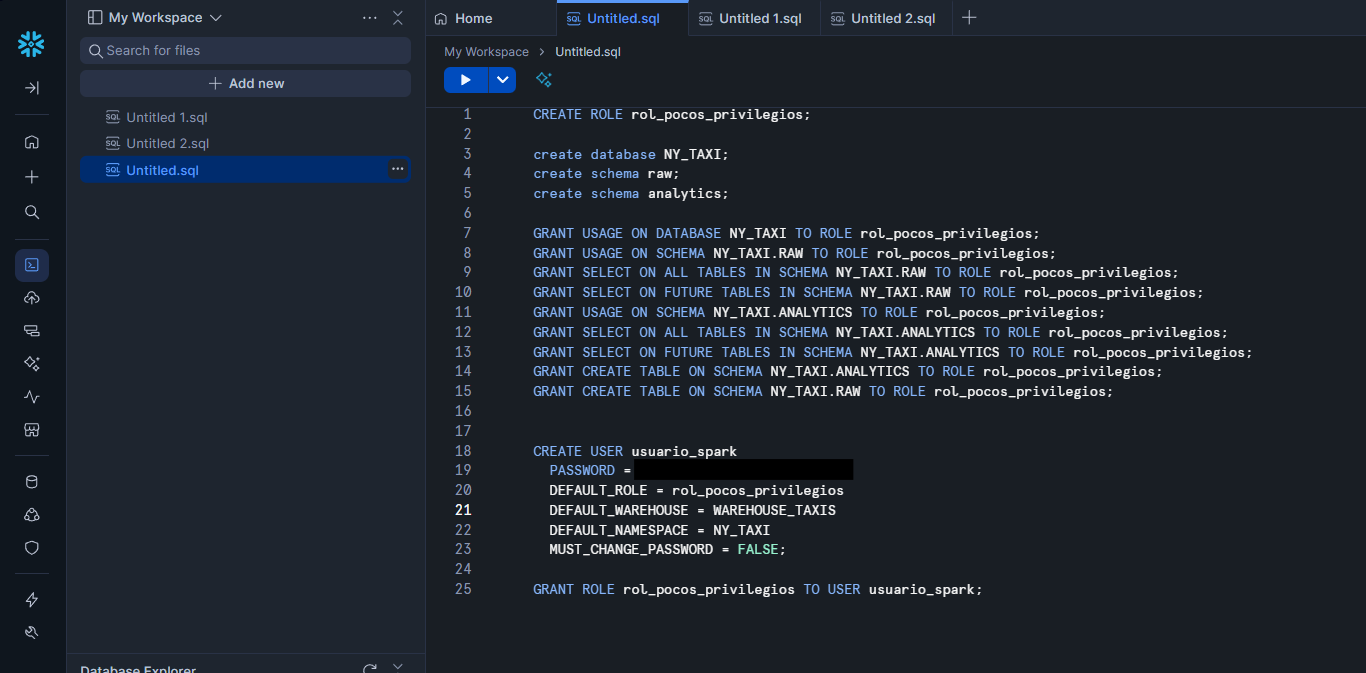 My Workspace
Search for files
Add new
SQL Untitled 1.sql
SQL Untitled 2.sql
SQL Untitled.sql
Database Explorer
Home
SQL Untitled.sql
SQL Untitled 1.sql
SQL Untitled 2.sql
My Workspace > Untitled.sql
1 CREATE ROLE rol_pocos_privilegios;
2
3 create database NY_TAXI;
4 create schema raw;
5 create schema analytics;
6
7 GRANT USAGE ON DATABASE NY_TAXI TO ROLE rol_pocos_privilegios;
8 GRANT USAGE ON SCHEMA NY_TAXI.RAW TO ROLE rol_pocos_privilegios;
9 GRANT SELECT ON ALL TABLES IN SCHEMA NY_TAXI.RAW TO ROLE rol_pocos_privilegios;
10 GRANT SELECT ON FUTURE TABLES IN SCHEMA NY_TAXI.RAW TO ROLE rol_pocos_privilegios;
11 GRANT USAGE ON SCHEMA NY_TAXI.ANALYTICS TO ROLE rol_pocos_privilegios;
12 GRANT SELECT ON ALL TABLES IN SCHEMA NY_TAXI.ANALYTICS TO ROLE rol_pocos_privilegios;
13 GRANT SELECT ON FUTURE TABLES IN SCHEMA NY_TAXI.ANALYTICS TO ROLE rol_pocos_privilegios;
14 GRANT CREATE TABLE ON SCHEMA NY_TAXI.ANALYTICS TO ROLE rol_pocos_privilegios;
15 GRANT CREATE TABLE ON SCHEMA NY_TAXI.RAW TO ROLE rol_pocos_privilegios;
16
17
18 CREATE USER usuario_spark
19 PASSWORD =
20 DEFAULT_ROLE = rol_pocos_privilegios
21 DEFAULT_WAREHOUSE = WAREHOUSE_TAXIS
22 DEFAULT_NAMESPACE = NY_TAXI
23 MUST_CHANGE_PASSWORD = FALSE;
24
25 GRANT ROLE rol_pocos_privilegios TO USER usuario_spark;